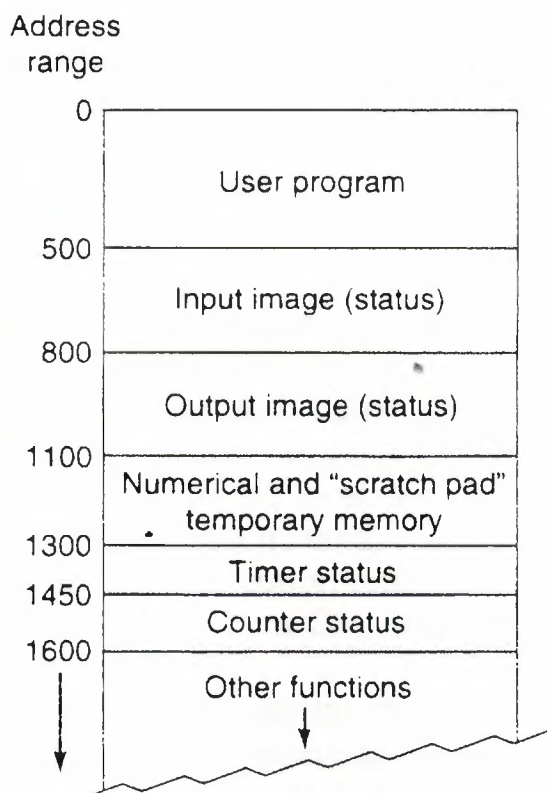 Address
range
0
User program
500
Input image (status)
800
Output image (status)
1100
Numerical and “scratch pad”
temporary memory
1300
Timer status
1450
Counter status
1600
Other functions